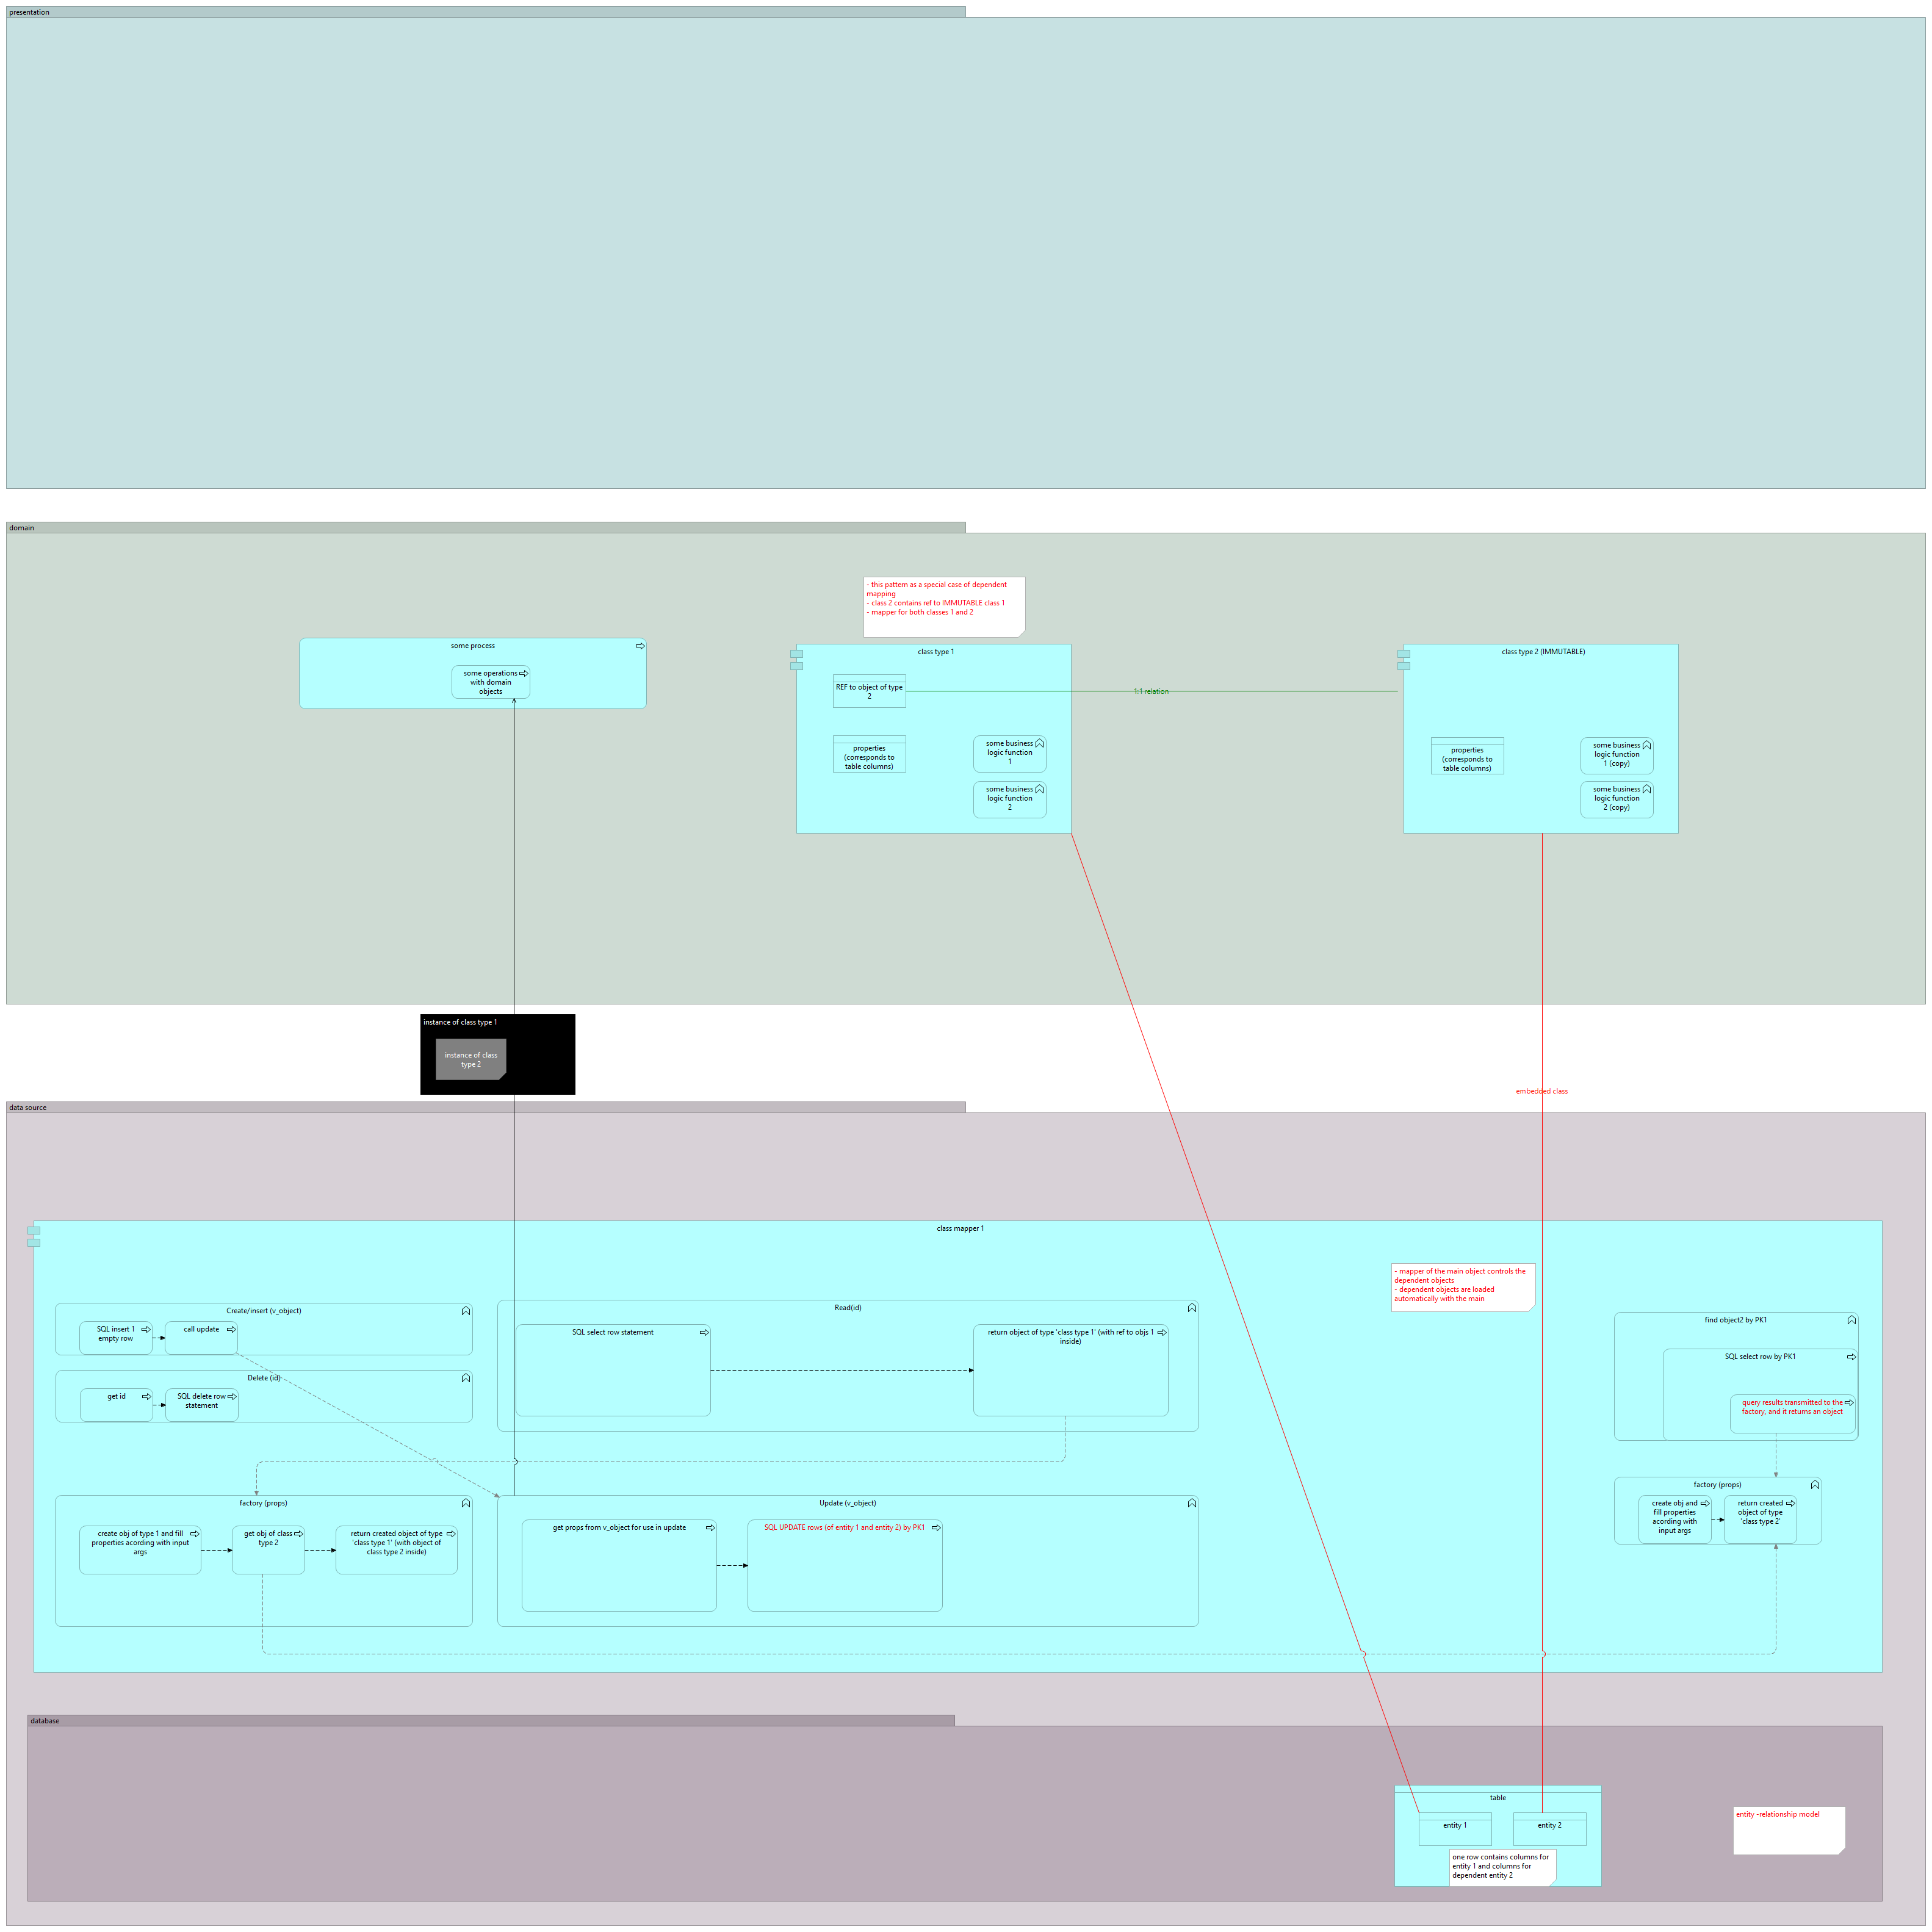 presentation
domain
- this pattern as a special case of dependent
mapping
- class 2 contains ref to IMMUTABLE class 1
- mapper for both classes 1 and 2
some process
some operations
with domain
objects
class type 1
REF to object of type
2
1:1 relation
properties
(corresponds to
table columns)
some business
logic function
1
some business
logic function
2
class type 2 (IMMUTABLE)
properties
(corresponds to
table columns)
some business
logic function
1 (copy)
some business
logic function
2 (copy)
instance of class type 1
instance of class
type 2
embedded class
data source
class mapper 1
- mapper of the main object controls the
dependent objects
- dependent objects are loaded
automatically with the main
Create/insert (v_object)
SQL insert 1
empty row
call update
Delete (id)
get id
SQL delete row
statement
Read(id)
SQL select row statement
return object of type 'class type 1' (with ref to objs 1
inside)
find object2 by PK1
SQL select row by PK1
query results transmitted to the
factory, and it returns an object
factory (props)
create obj of type 1 and fill
properties acording with input
args
get obj of class
type 2
return created object of type
'class type 1' (with object of
class type 2 inside)
Update (v_object)
get props from v_object for use in update
SQL UPDATE rows (of entity 1 and entity 2) by PK1
factory (props)
create obj and
fill properties
acording with
input args
return created
object of type
'class type 2'
database
table
entity 1
entity 2
one row contains columns for
entity 1 and columns for
dependent entity 2
entity -relationship model